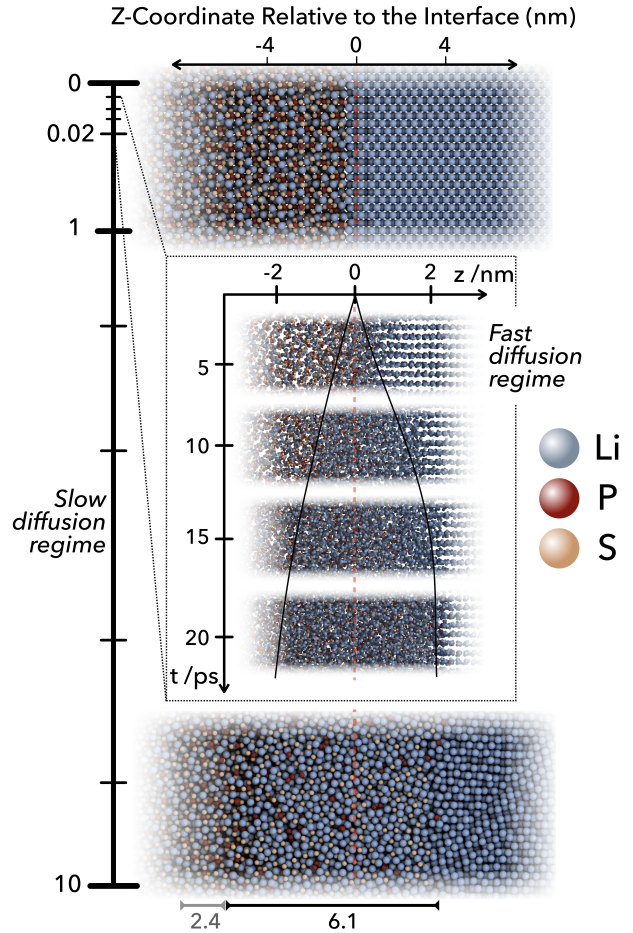 Z-Coordinate Relative to the Interface (nm)
-4 0 4
0
0.02
1
-2 0 2 z /nm
Fast
diffusion
regime
5
10
15
20
t /ps
Li
P
S
Slow
diffusion
regime
10
2.4 6.1